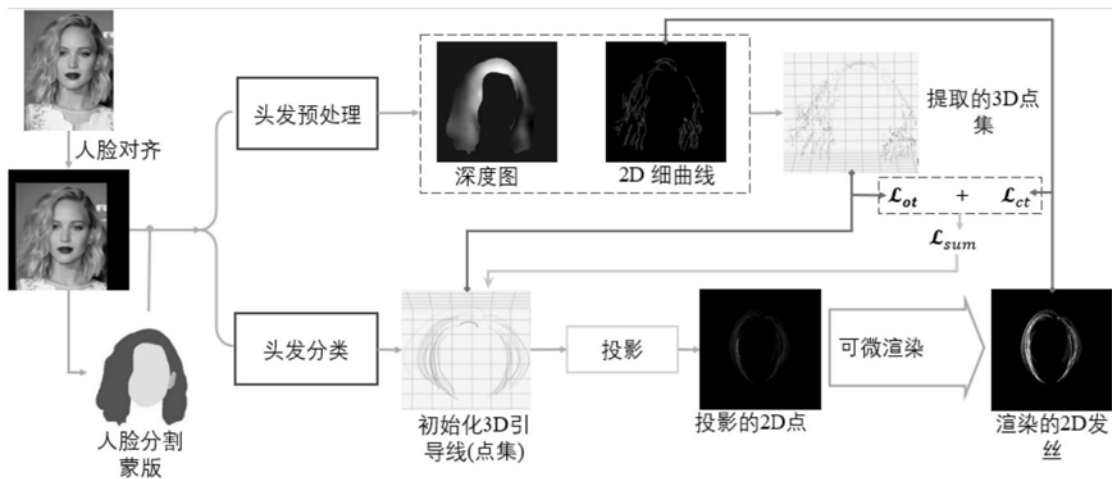 人脸对齐
头发预处理
深度图
2D 细曲线
提取的3D点
集
ℒot + ℒct
ℒsum
头发分类
初始化3D引
导线(点集)
投影
投影的2D点
可微渲染
渲染的2D发
丝
人脸分割
蒙版